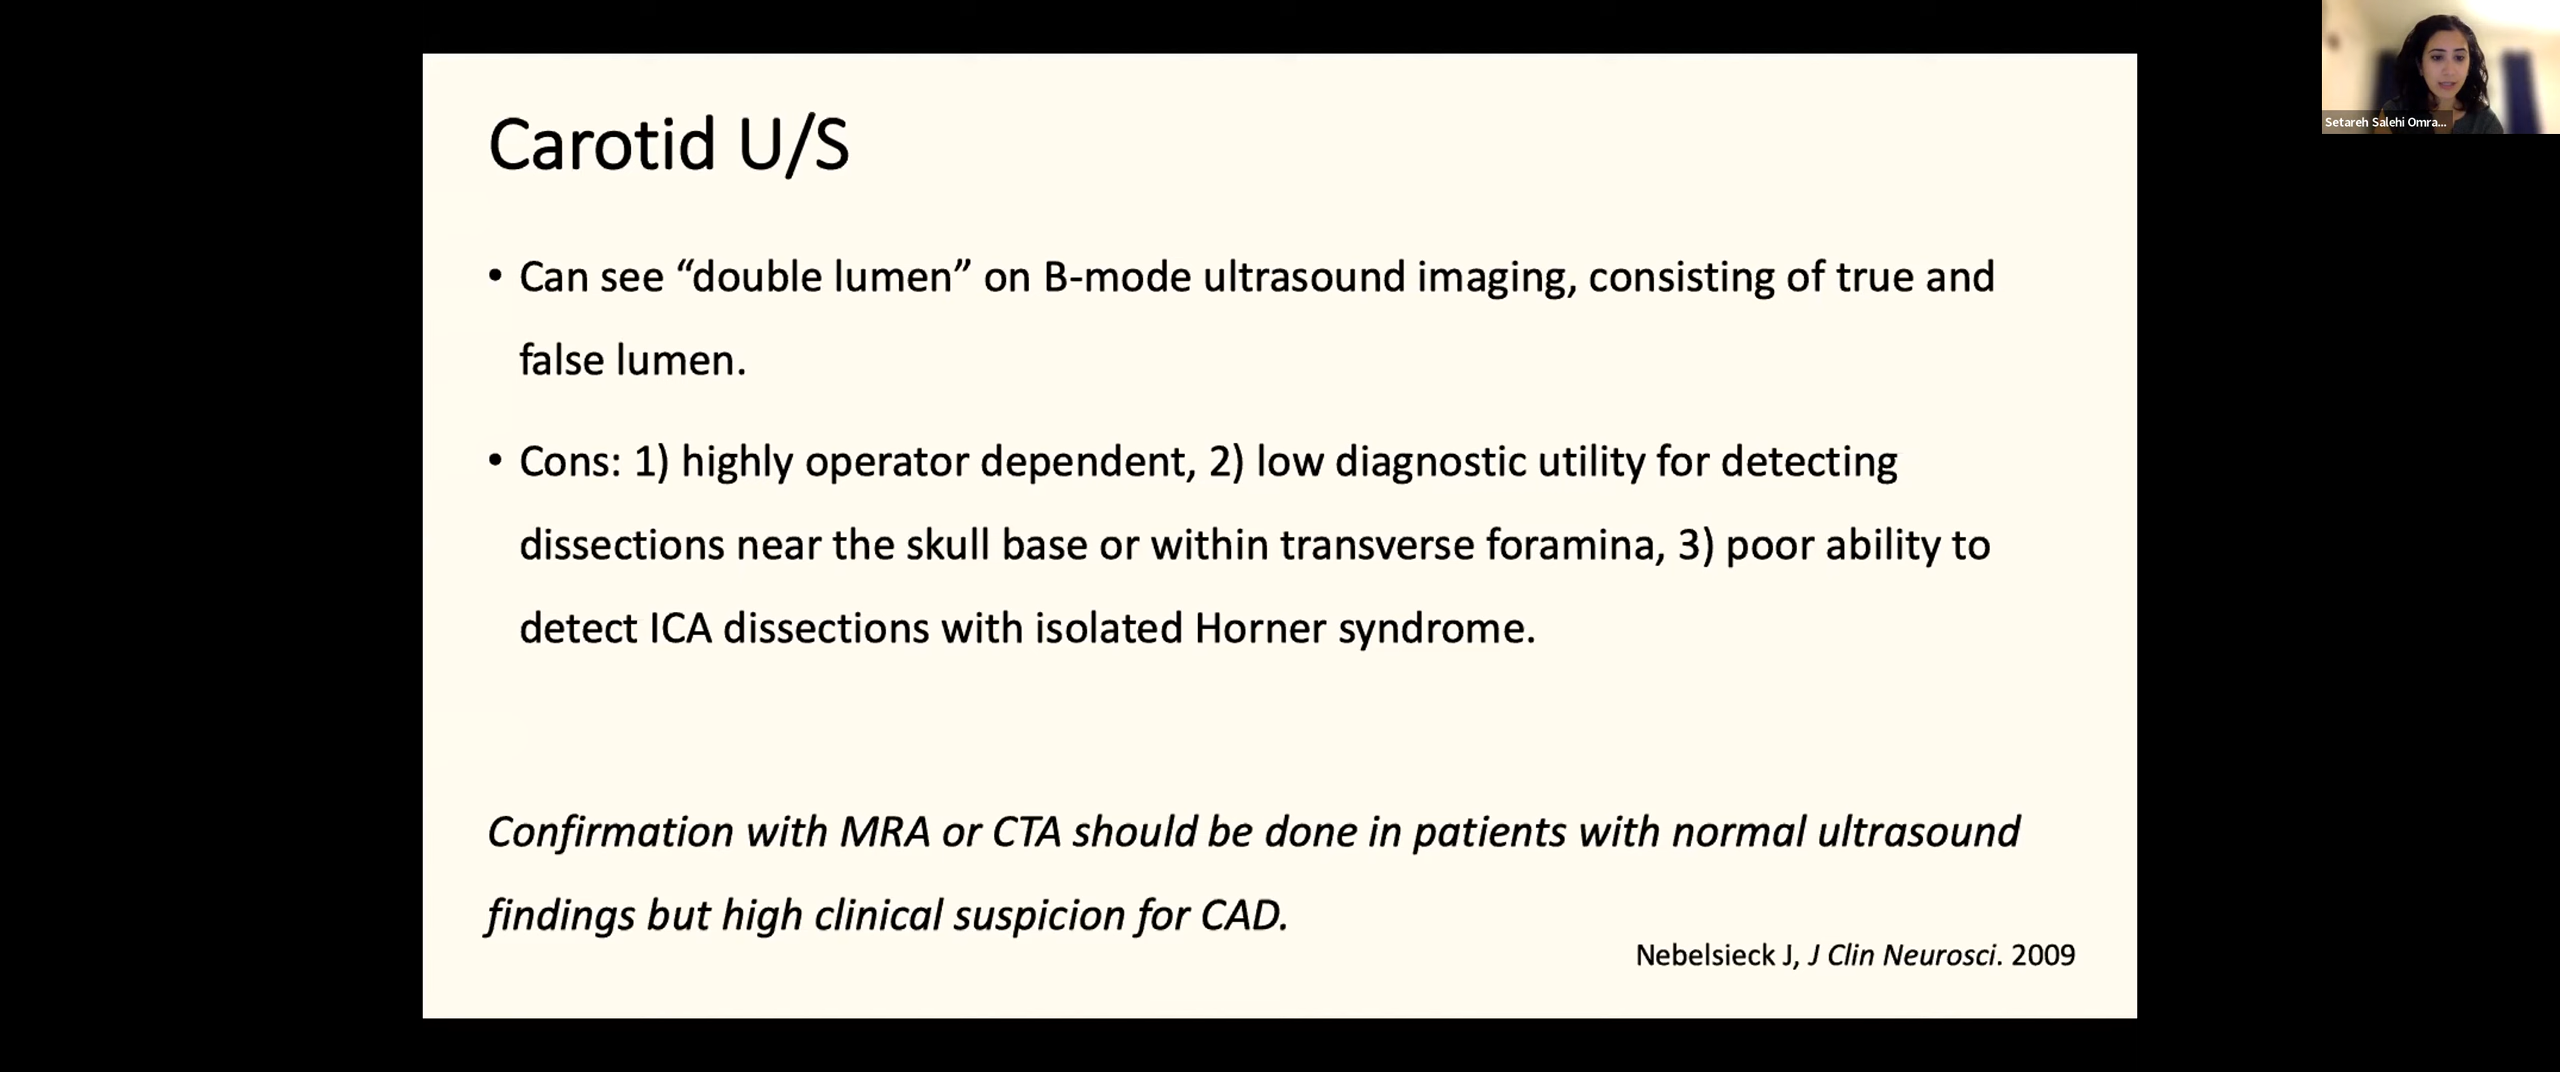 Carotid U/S
• Can see “double lumen” on B-mode ultrasound imaging, consisting of true and
false lumen.
• Cons: 1) highly operator dependent, 2) low diagnostic utility for detecting
dissections near the skull base or within transverse foramina, 3) poor ability to
detect ICA dissections with isolated Horner syndrome.
Confirmation with MRA or CTA should be done in patients with normal ultrasound
findings but high clinical suspicion for CAD.
Nebelsieck J, J Clin Neurosci. 2009
Setareh Salehi Omra...